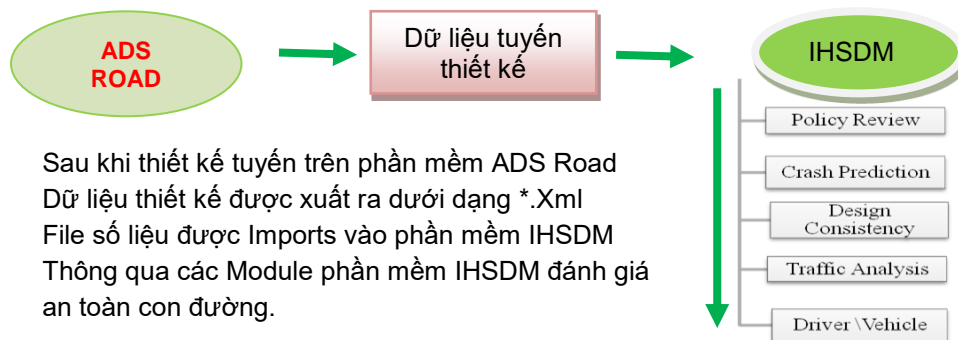 ADS
ROAD
Dữ liệu tuyến
thiết kế
IHSDM
Policy Review
Crash Prediction
Design
Consistency
Traffic Analysis
Driver \Vehicle
Sau khi thiết kế tuyến trên phần mềm ADS Road
Dữ liệu thiết kế được xuất ra dưới dạng *.Xml
File số liệu được Imports vào phần mềm IHSDM
Thông qua các Module phần mềm IHSDM đánh giá
an toàn con đường.